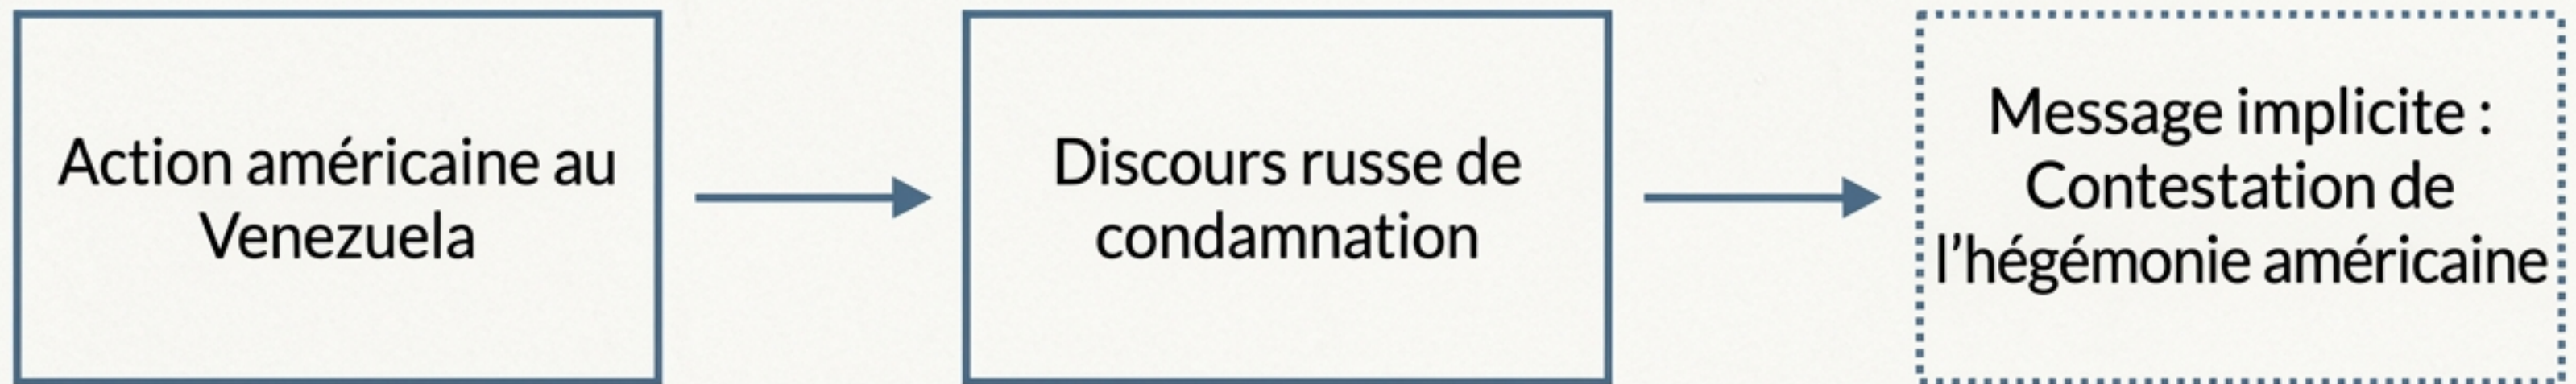 Action américaine au
Venezuela
Discours russe de
condamnation
Message implicite :
Contestation de
l’hégémonie américaine